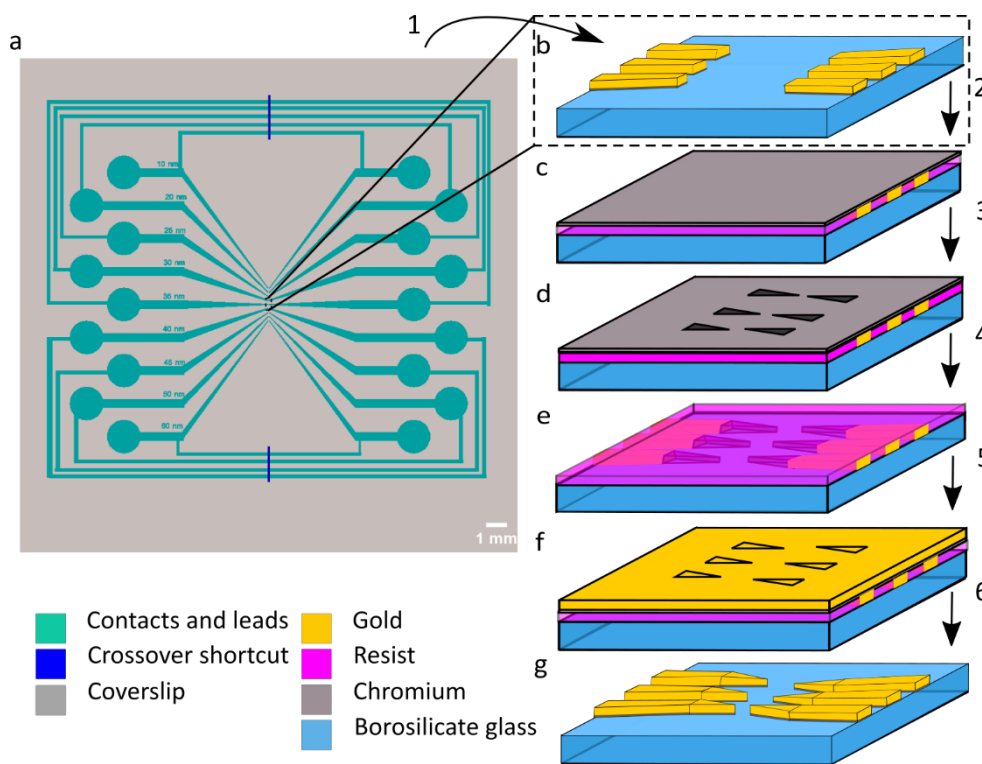 a
1
b
2
c
3
d
4
e
5
f
6
g
10 nm
20 nm
25 nm
30 nm
35 nm
40 nm
45 nm
50 nm
60 nm
1 mm
Contacts and leads
Crossover shortcut
Coverslip
Gold
Resist
Chromium
Borosilicate glass